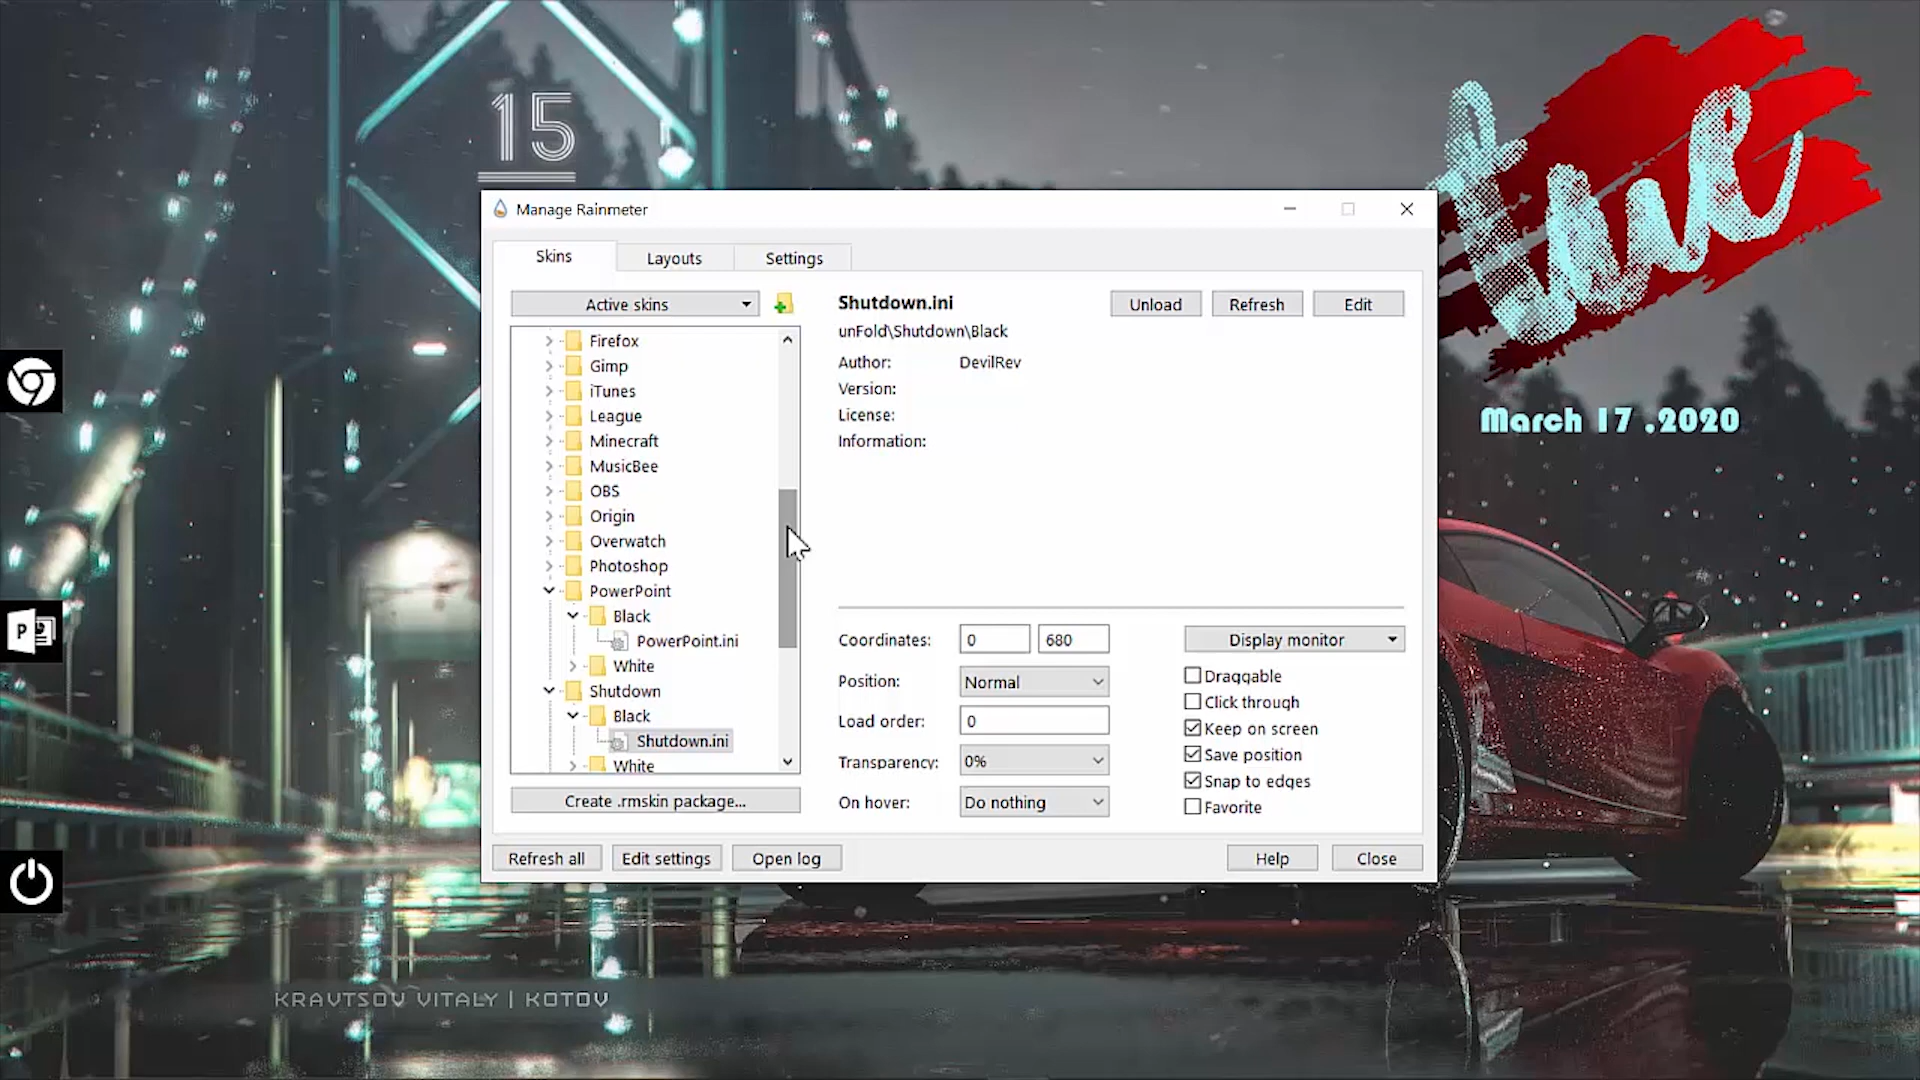 15
tue
March 17 ,2020
Manage Rainmeter
Skins
Layouts
Settings
Active skins
Firefox
Gimp
iTunes
League
Minecraft
MusicBee
OBS
Origin
Overwatch
Photoshop
PowerPoint
Black
PowerPoint.ini
White
Shutdown
Black
Shutdown.ini
White
Create .rmskin package...
Shutdown.ini
Unload
Refresh
Edit
unFold\Shutdown\Black
Author: DevilRev
Version:
License:
Information:
Coordinates: 0 680
Display monitor
Position: Normal
Load order: 0
Transparency: 0%
On hover: Do nothing
Draggable
Click through
Keep on screen
Save position
Snap to edges
Favorite
Refresh all
Edit settings
Open log
Help
Close
P
KRAVTSOV VITALY | KOTOV